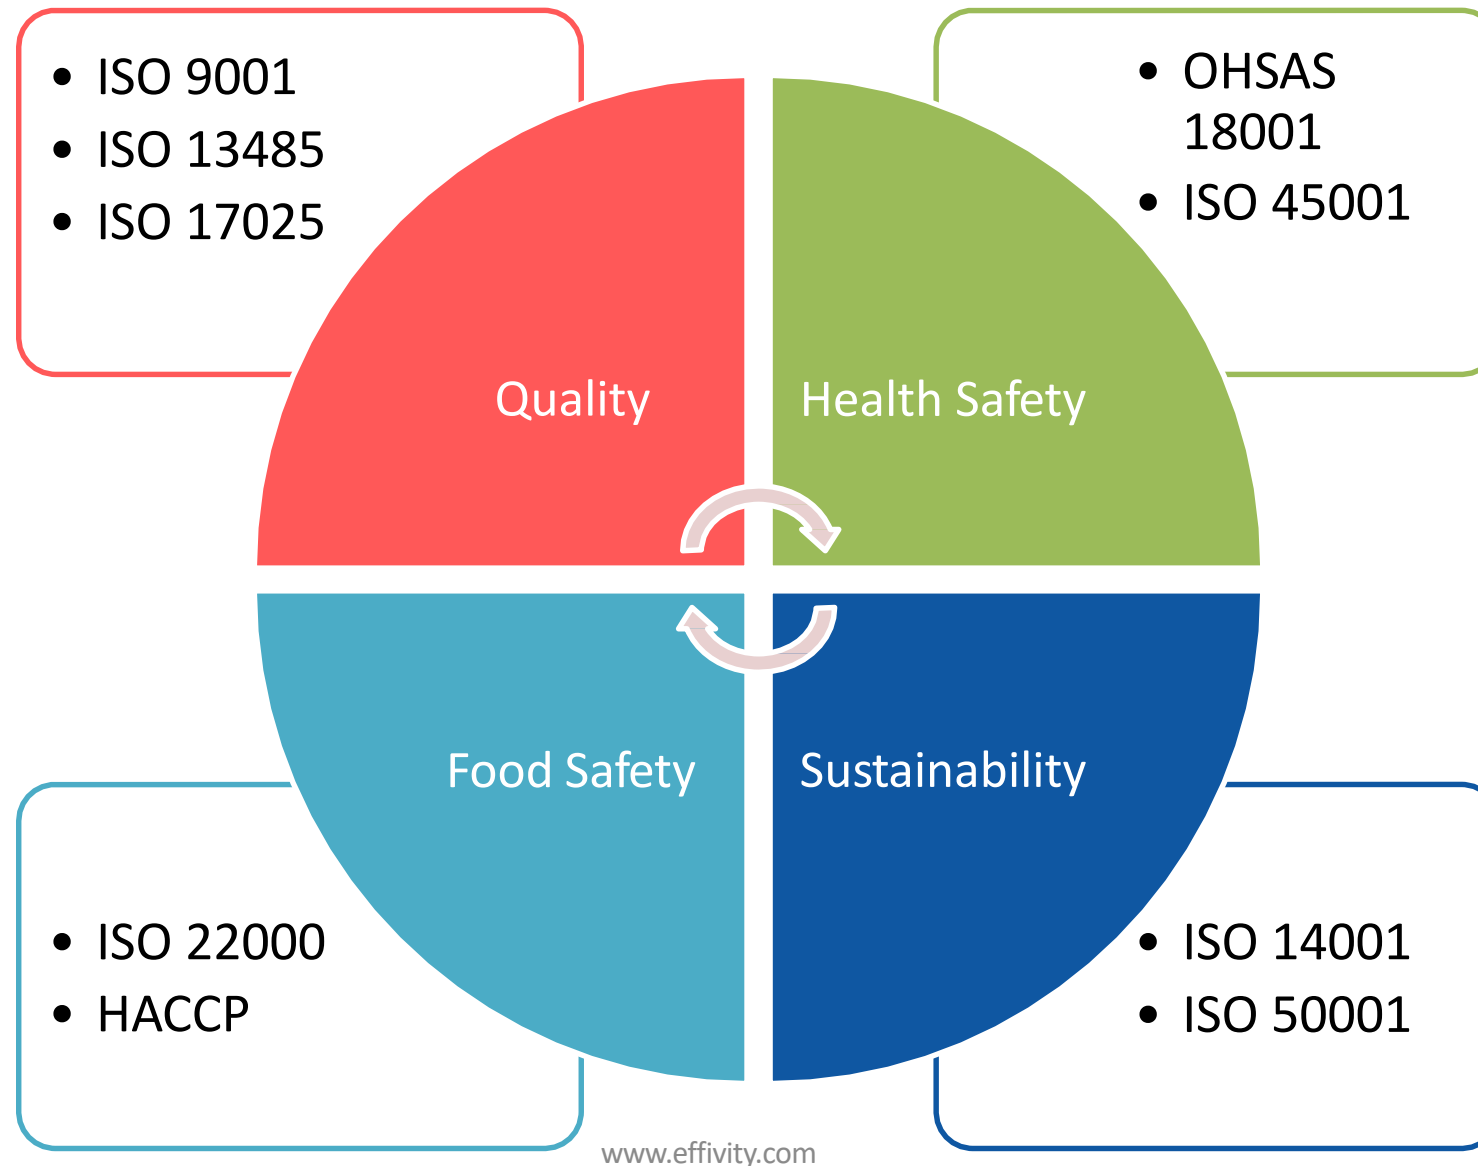 • ISO 9001
• ISO 13485
• ISO 17025
• OHSAS
18001
• ISO 45001
Quality
Health Safety
Food Safety
Sustainability
• ISO 22000
• HACCP
• ISO 14001
• ISO 50001
www.effivity.com